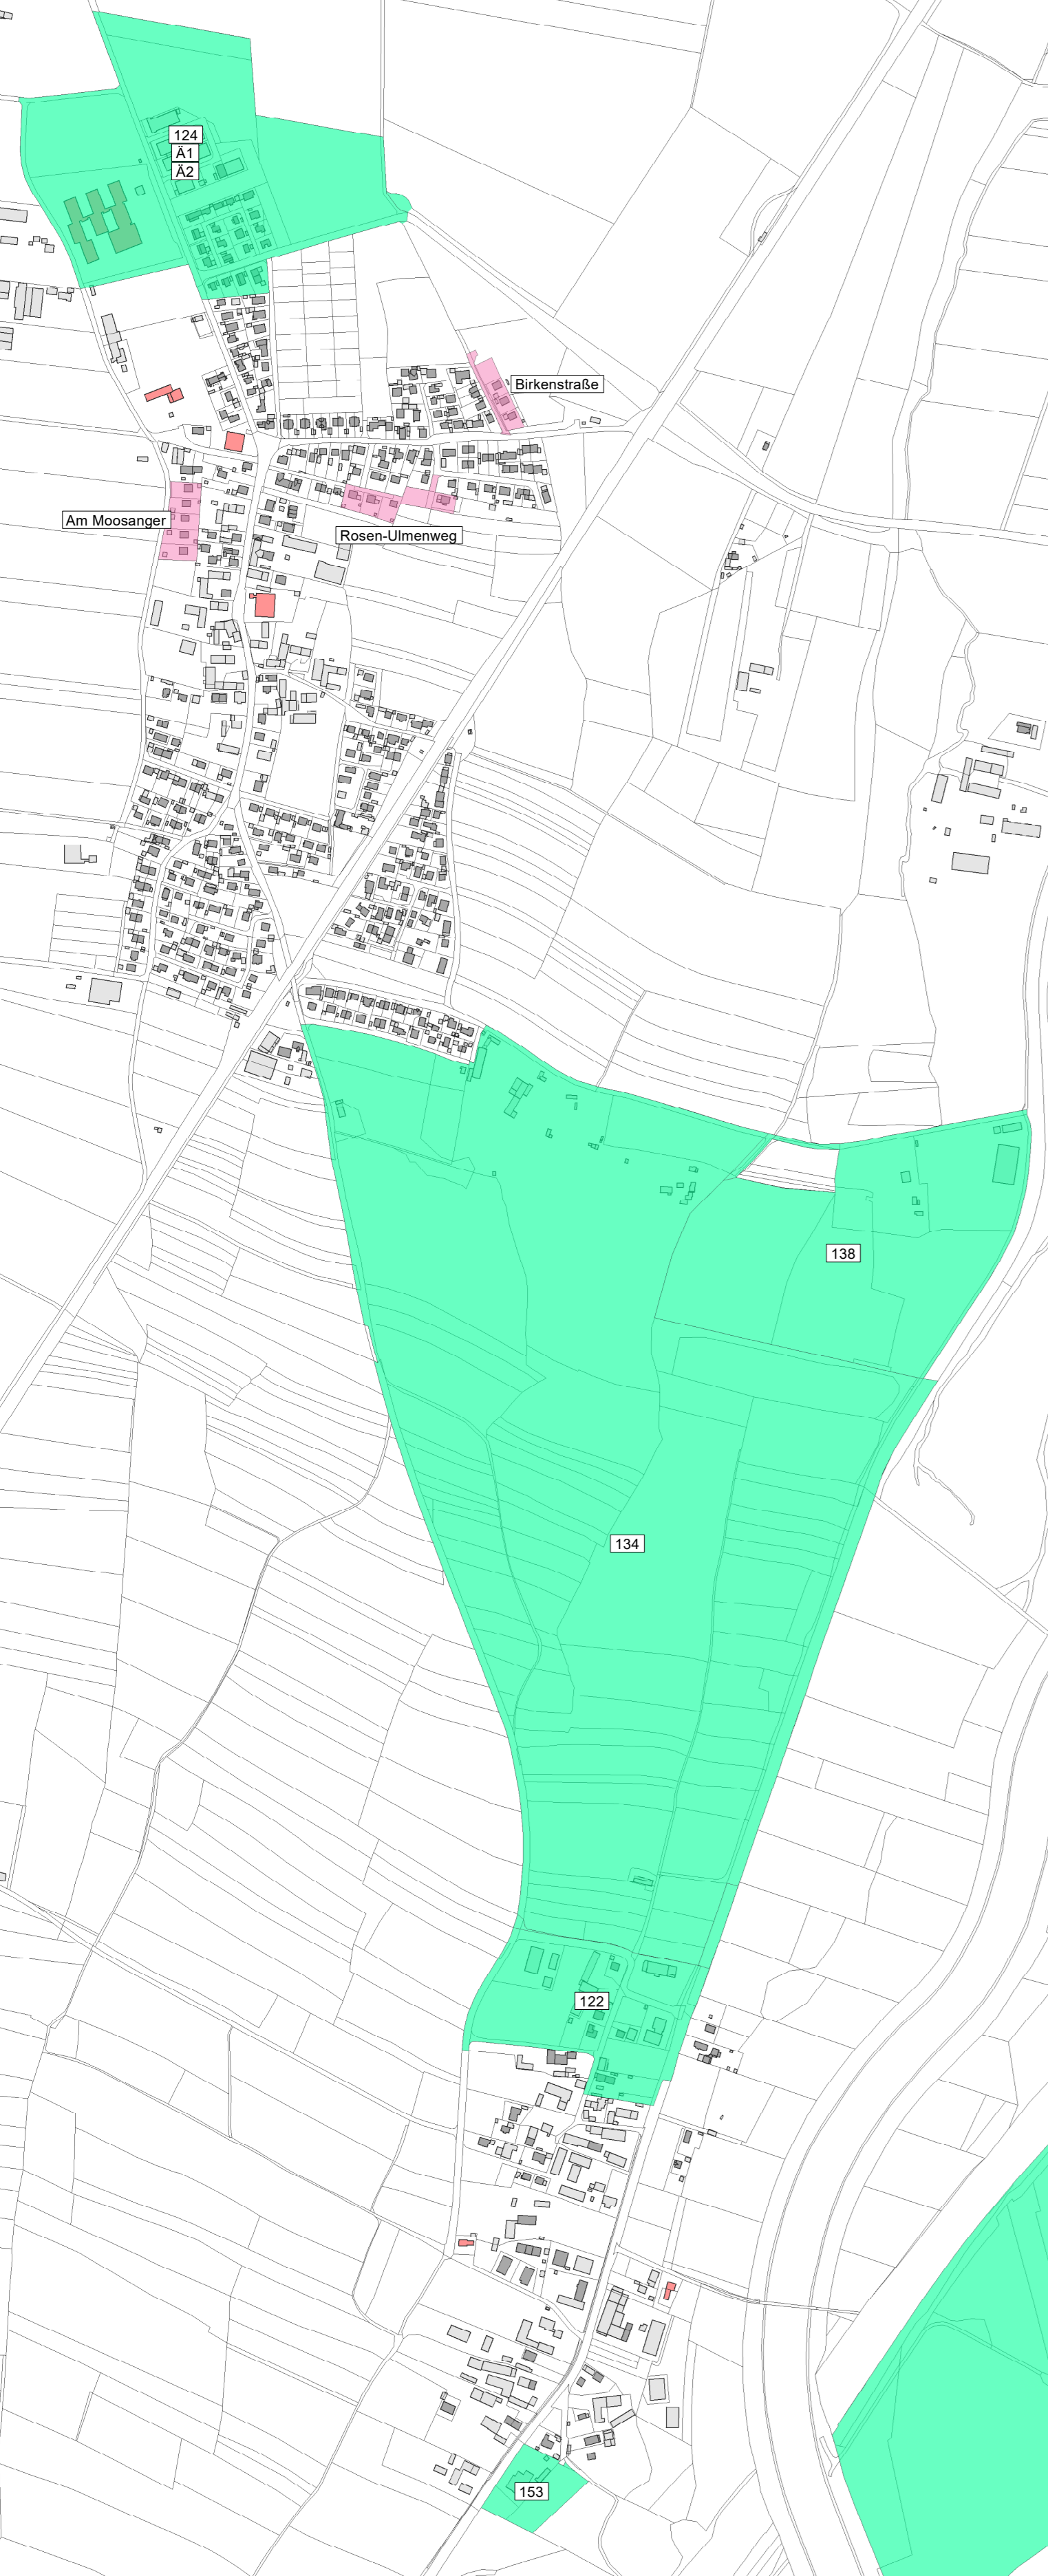 124
Ä1
Ä2
Birkenstraße
Am Moosanger
Rosen-Ulmenweg
138
134
122
153